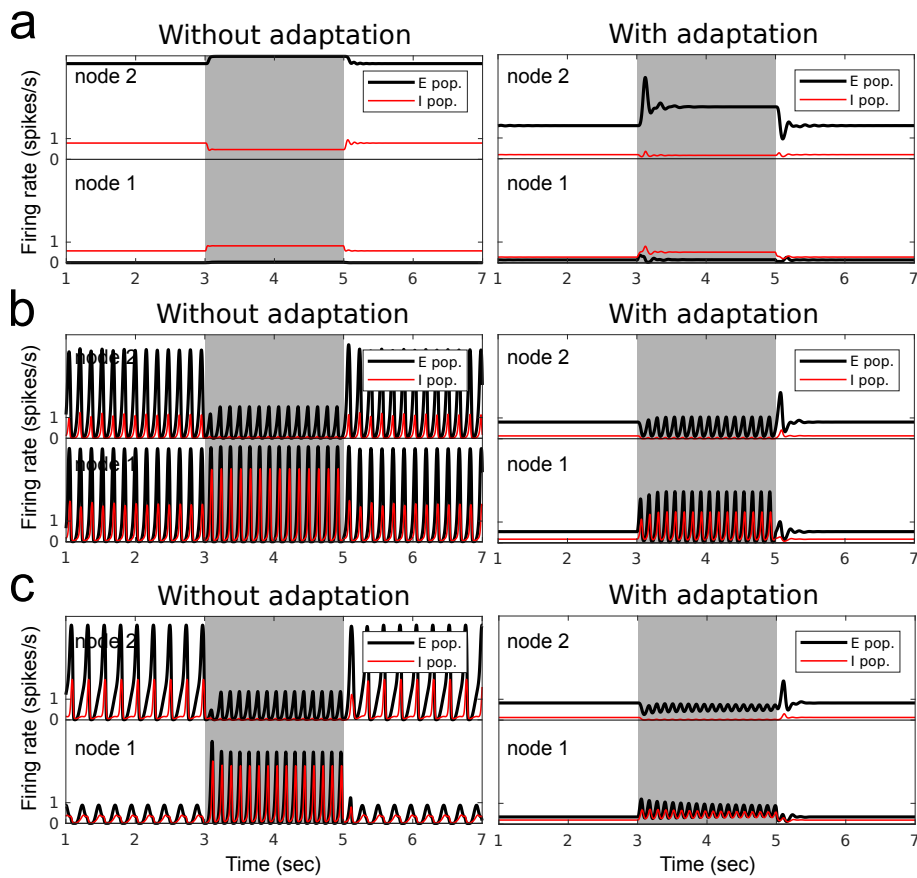 a
Without adaptation
With adaptation
Firing rate (spikes/s)
node 2
E pop.
I pop.
1
0
node 1
1
0
1 2 3 4 5 6 7
node 2
E pop.
I pop.
node 1
1 2 3 4 5 6 7
b
Without adaptation
With adaptation
Firing rate (spikes/s)
node 2
E pop.
I pop.
1
0
node 1
1
0
1 2 3 4 5 6 7
node 2
E pop.
I pop.
node 1
1 2 3 4 5 6 7
c
Without adaptation
With adaptation
Firing rate (spikes/s)
node 2
E pop.
I pop.
1
0
node 1
1
0
1 2 3 4 5 6 7
Time (sec)
node 2
E pop.
I pop.
node 1
1 2 3 4 5 6 7
Time (sec)